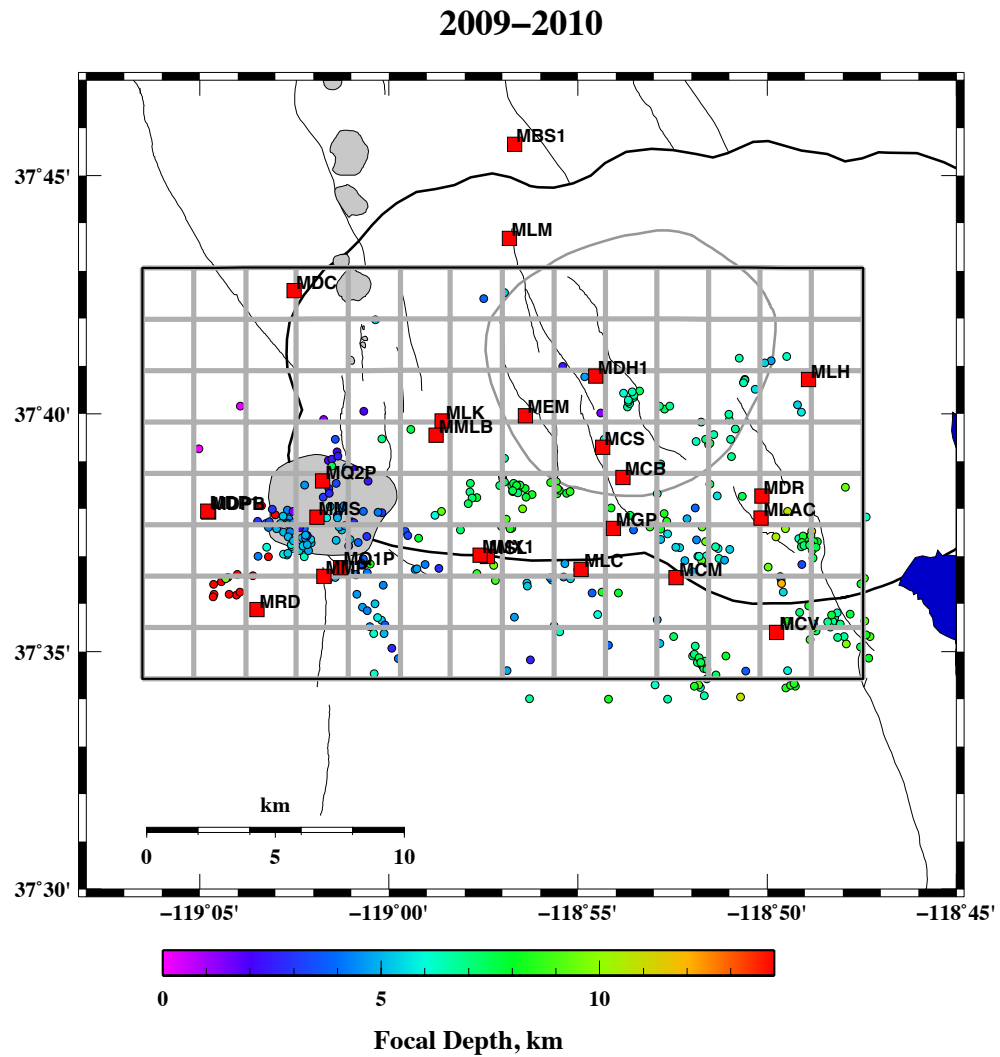 2009–2010
MBS1
37°45'
MLM
MDC
MDH1
MLH
37°40'
MLK
MEM
MMLB
MCS
MCB
MQ2P
MDR
MMS
MLAC
MGP
MQ1P
MLC
MCM
MRD
MCV
37°35'
km
0 5 10
37°30'
−119°05' −119°00' −118°55' −118°50' −118°45'
0 5 10
Focal Depth, km